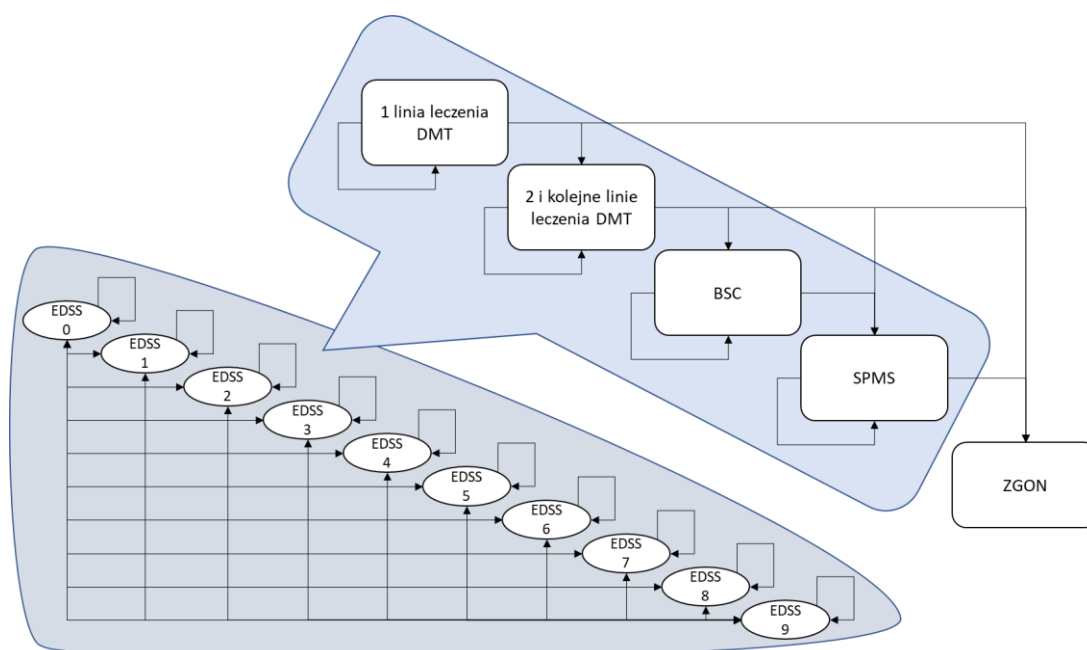 1 linia leczenia
DMT
2 i kolejne linie
leczenia DMT
BSC
SPMS
ZGON
EDSS
0
EDSS
1
EDSS
2
EDSS
3
EDSS
4
EDSS
5
EDSS
6
EDSS
7
EDSS
8
EDSS
9